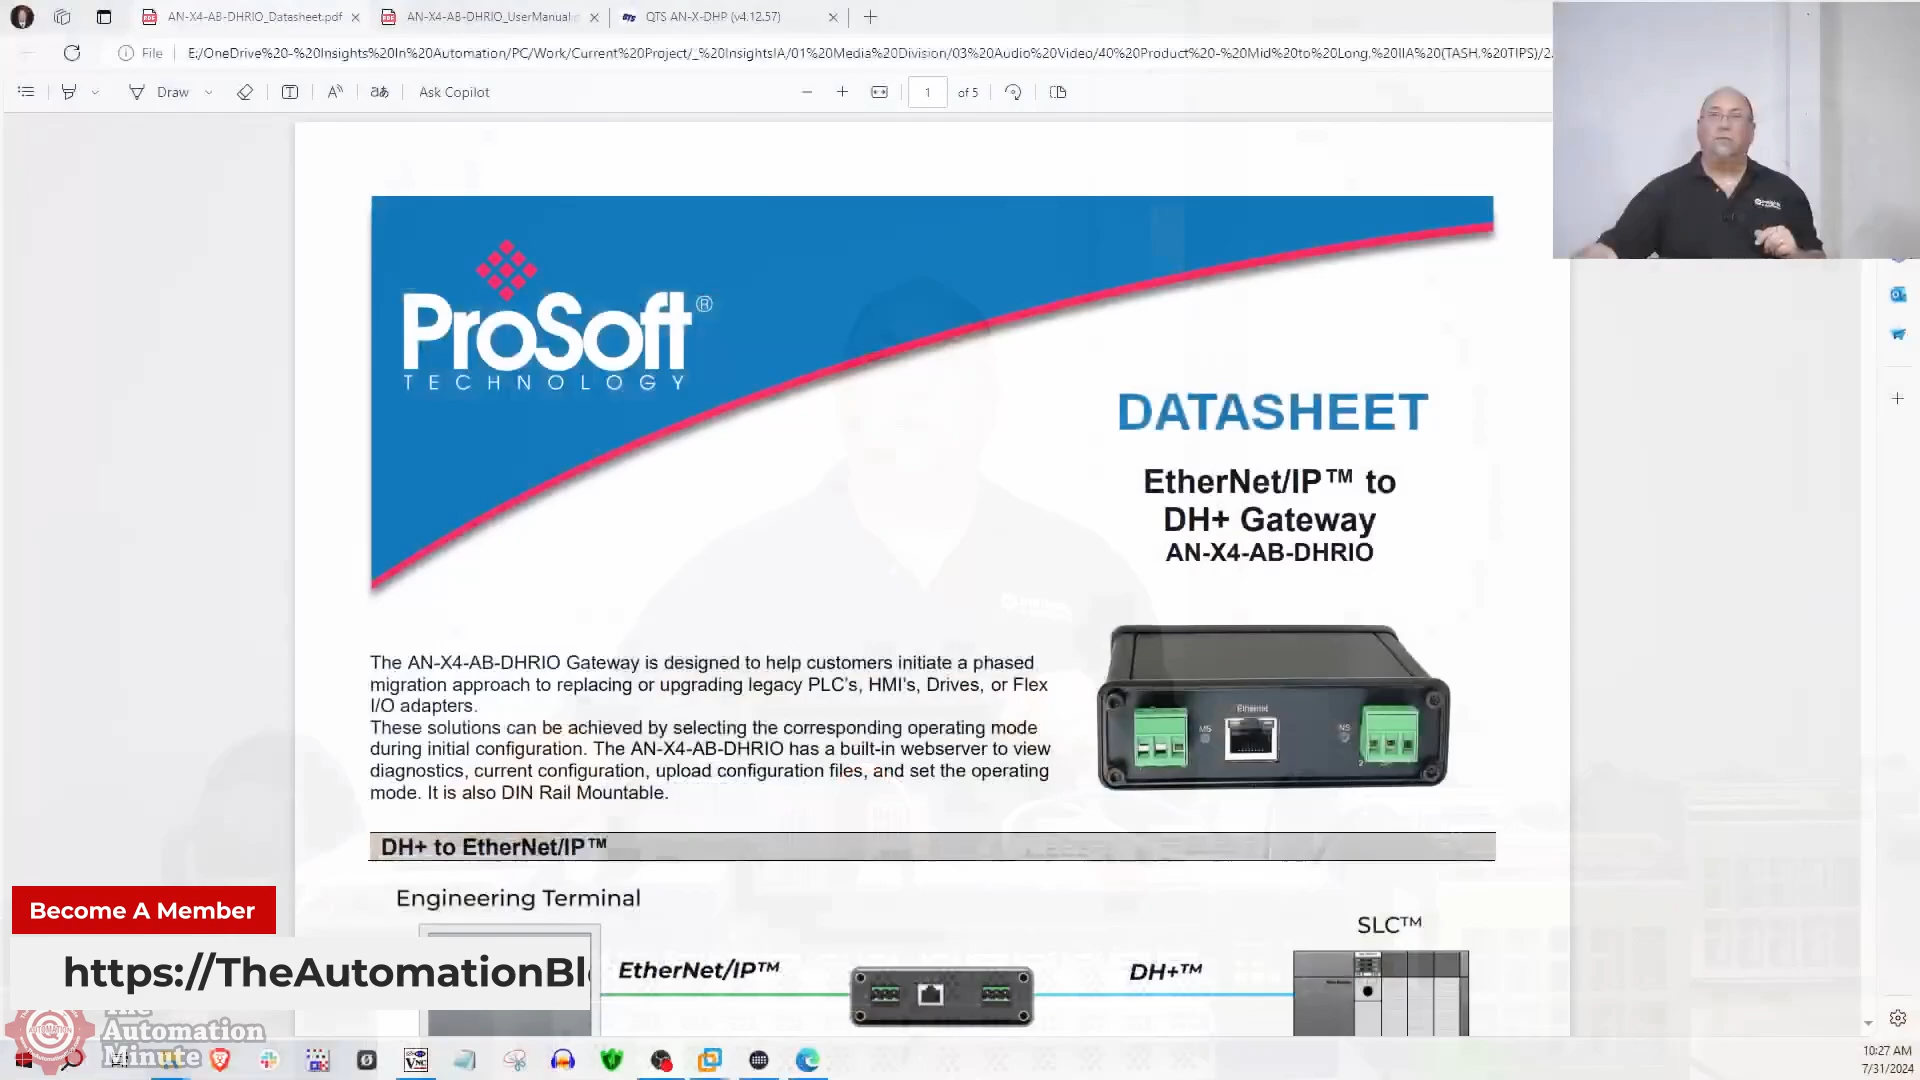 AN-X4-AB-DHRIO_Datasheet.pdf
AN-X4-AB-DHRIO_UserManual
QTS AN-X-DHP (v4.12.57)
File
E:/OneDrive%20-%20Insights%20In%20Automation/PC/Work/Current%20Project/_%20InsightsIA/01%20Media%20Division/03%20Audio%20Video/40%20Product%20-%20Mid%20to%20Long,%20IIA%20(TASH,%20TIPS)/2
Draw
Ask Copilot
1
of 5
ProSoft®
TECHNOLOGY
DATASHEET
EtherNet/IP™ to
DH+ Gateway
AN-X4-AB-DHRIO
The AN-X4-AB-DHRIO Gateway is designed to help customers initiate a phased
migration approach to replacing or upgrading legacy PLC's, HMI's, Drives, or Flex
I/O adapters.
These solutions can be achieved by selecting the corresponding operating mode
during initial configuration. The AN-X4-AB-DHRIO has a built-in webserver to view
diagnostics, current configuration, upload configuration files, and set the operating
mode. It is also DIN Rail Mountable.
Ethernet
MS
NS
DH+ to EtherNet/IP™
Engineering Terminal
SLC™
EtherNet/IP™
DH+™
Become A Member
https://TheAutomationBl
The
Automation
Minute
10:27 AM
7/31/2024